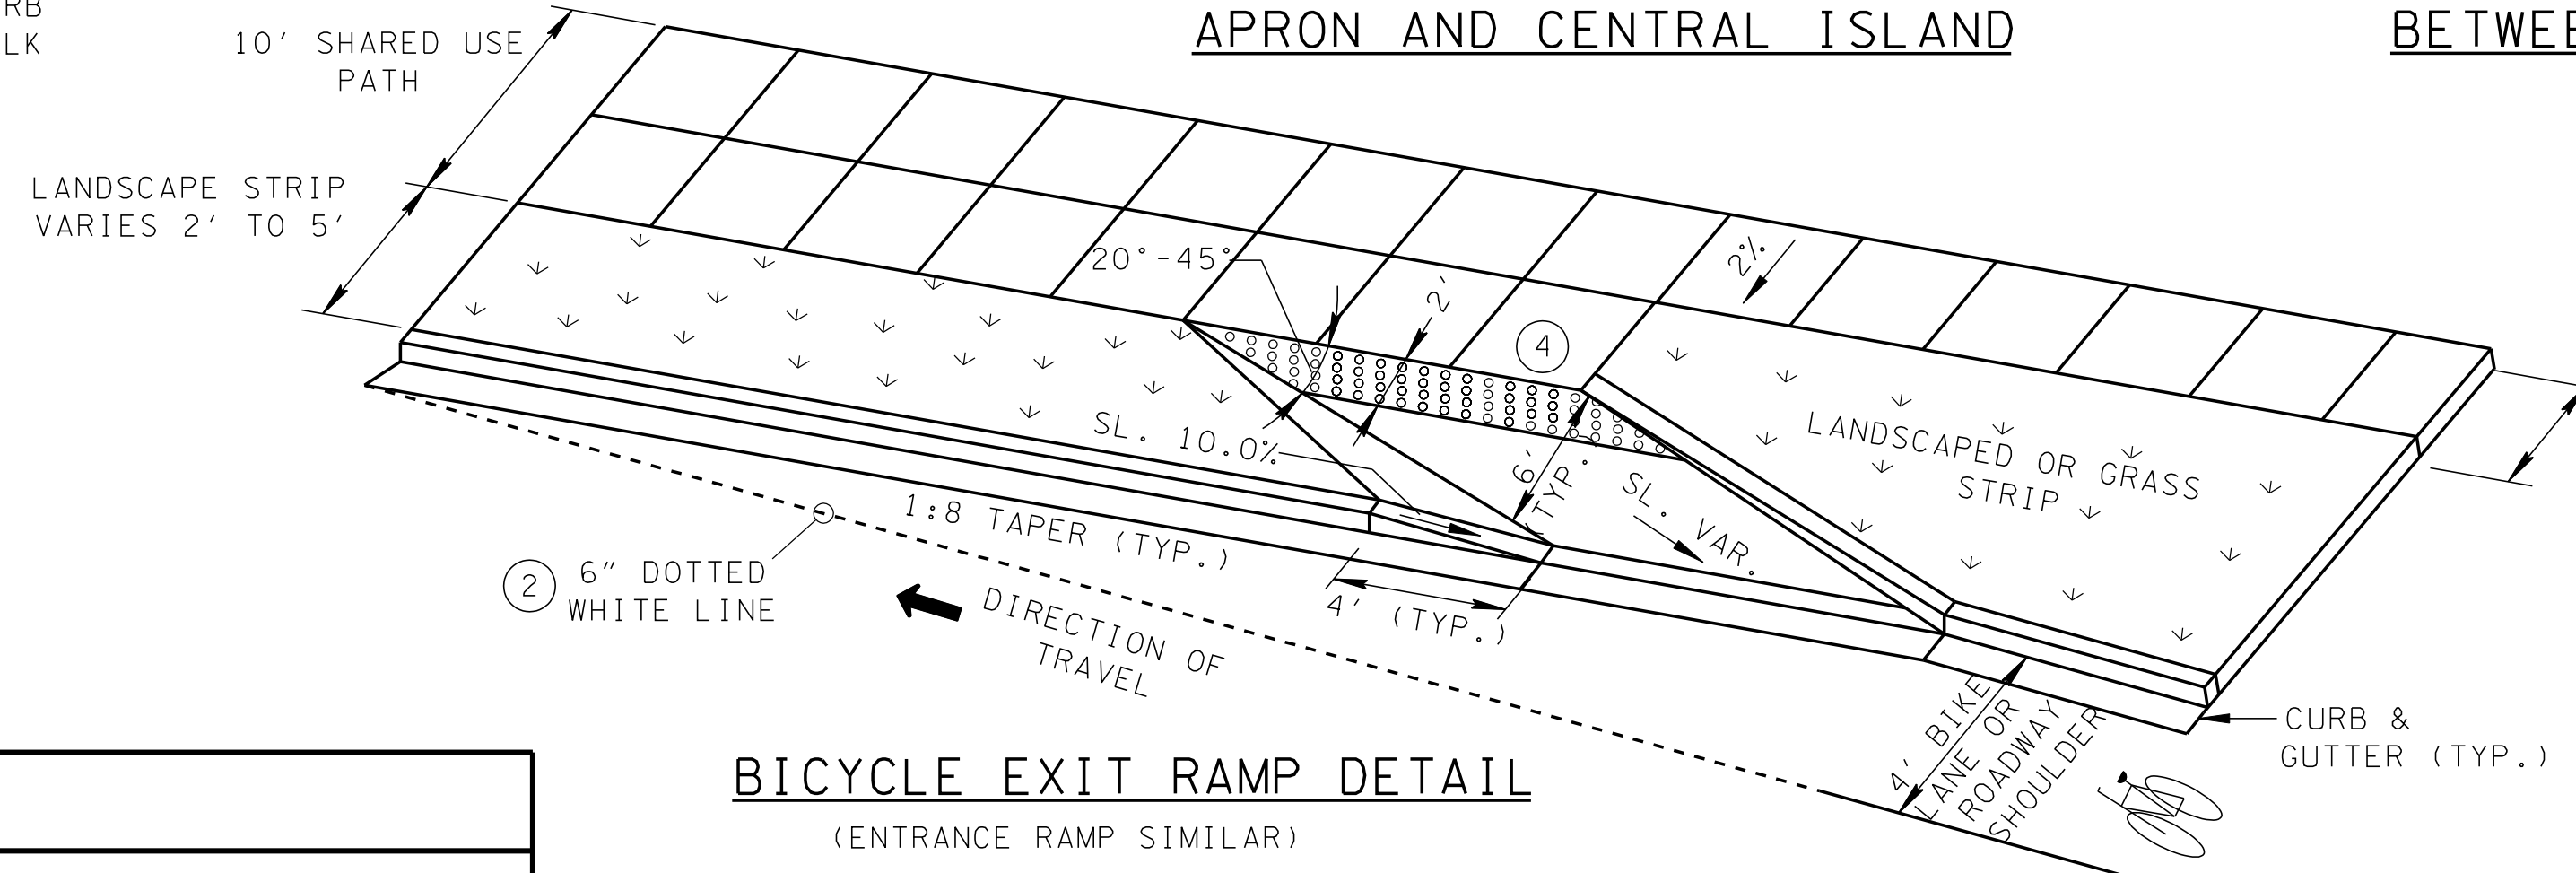 RB
LK
10' SHARED USE
PATH
APRON AND CENTRAL ISLAND
BETWEE
LANDSCAPE STRIP
VARIES 2' TO 5'
20°-45°
2'
2%
4
SL. 10.0%
6'
(TYP.)
SL. VAR.
LANDSCAPED OR GRASS
STRIP
1:8 TAPER (TYP.)
2
6" DOTTED
WHITE LINE
4' (TYP.)
DIRECTION OF
TRAVEL
4' BIKE
LANE OR
ROADWAY
SHOULDER
CURB &
GUTTER (TYP.)
BICYCLE EXIT RAMP DETAIL
(ENTRANCE RAMP SIMILAR)